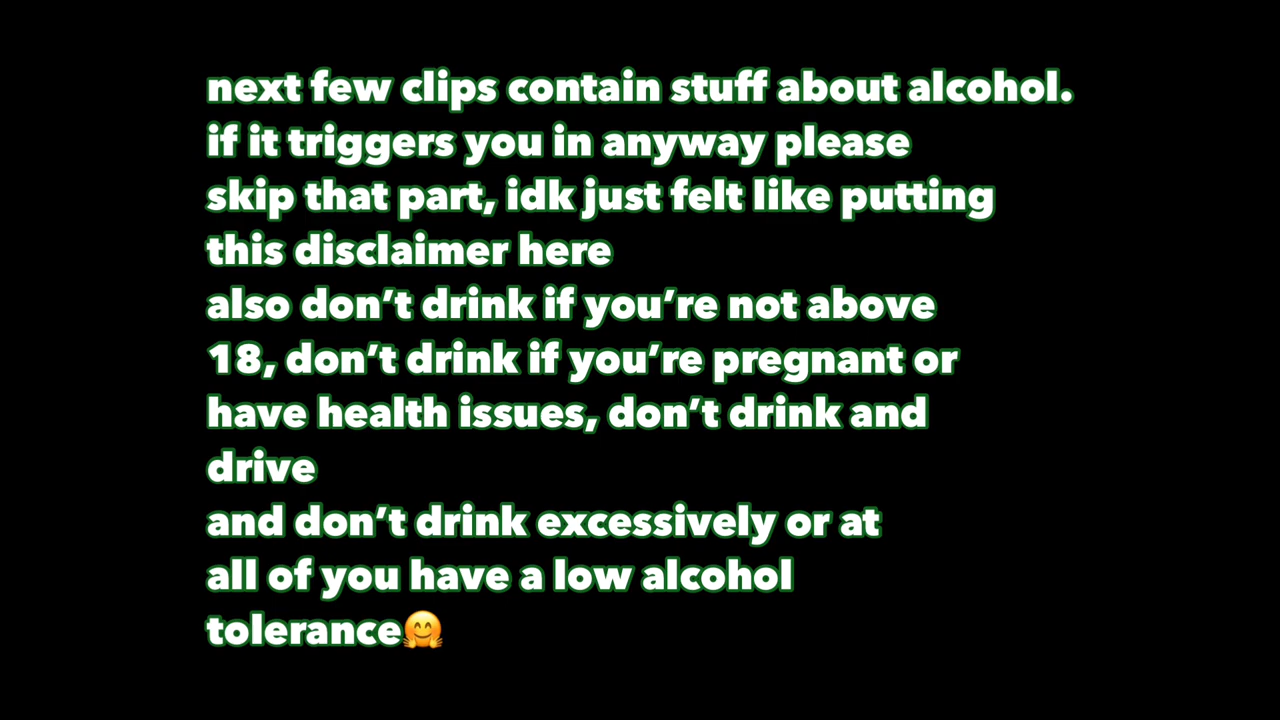 next few clips contain stuff about alcohol.
if it triggers you in anyway please
skip that part, idk just felt like putting
this disclaimer here
also don’t drink if you’re not above
18, don’t drink if you’re pregnant or
have health issues, don’t drink and
drive
and don’t drink excessively or at
all of you have a low alcohol
tolerance🤗